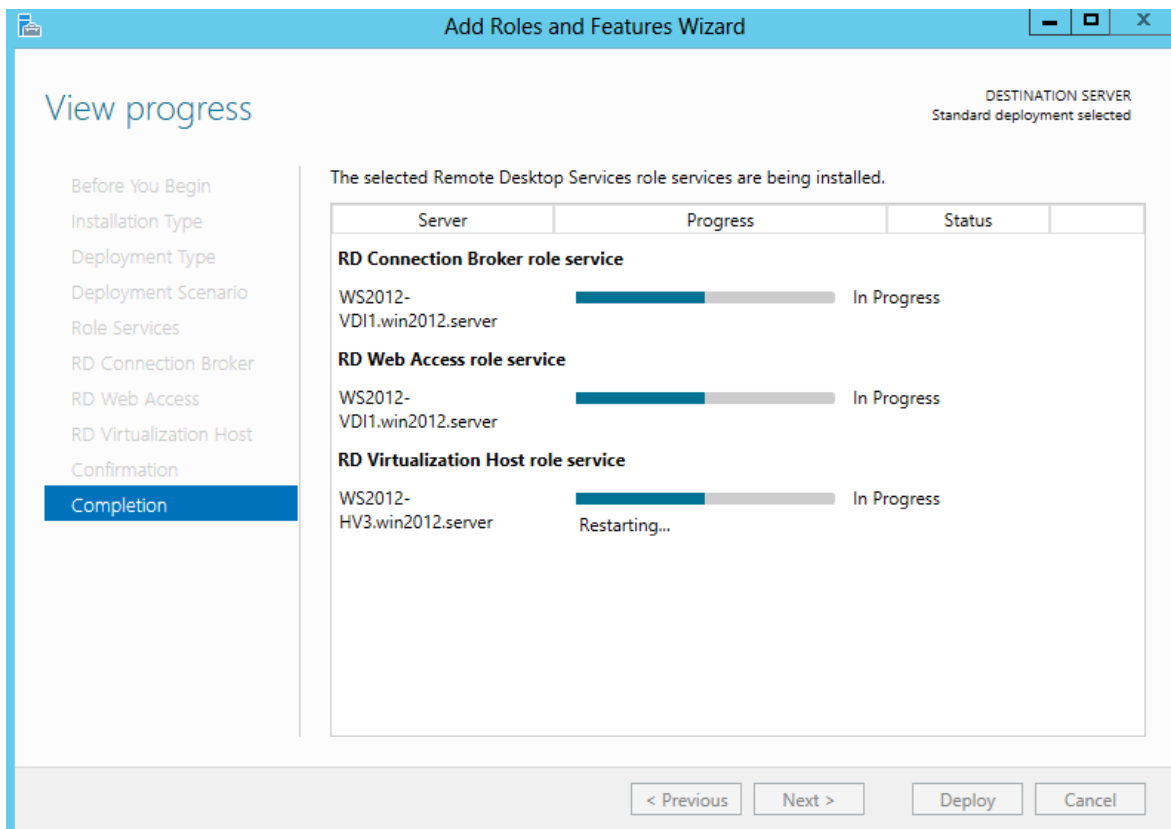 Add Roles and Features Wizard
View progress
DESTINATION SERVER
Standard deployment selected
Before You Begin
Installation Type
Deployment Type
Deployment Scenario
Role Services
RD Connection Broker
RD Web Access
RD Virtualization Host
Confirmation
Completion
The selected Remote Desktop Services role services are being installed.
Server Progress Status
RD Connection Broker role service
WS2012-
VDI1.win2012.server
In Progress
RD Web Access role service
WS2012-
VDI1.win2012.server
In Progress
RD Virtualization Host role service
WS2012-
HV3.win2012.server
In Progress
Restarting...
< Previous Next > Deploy Cancel